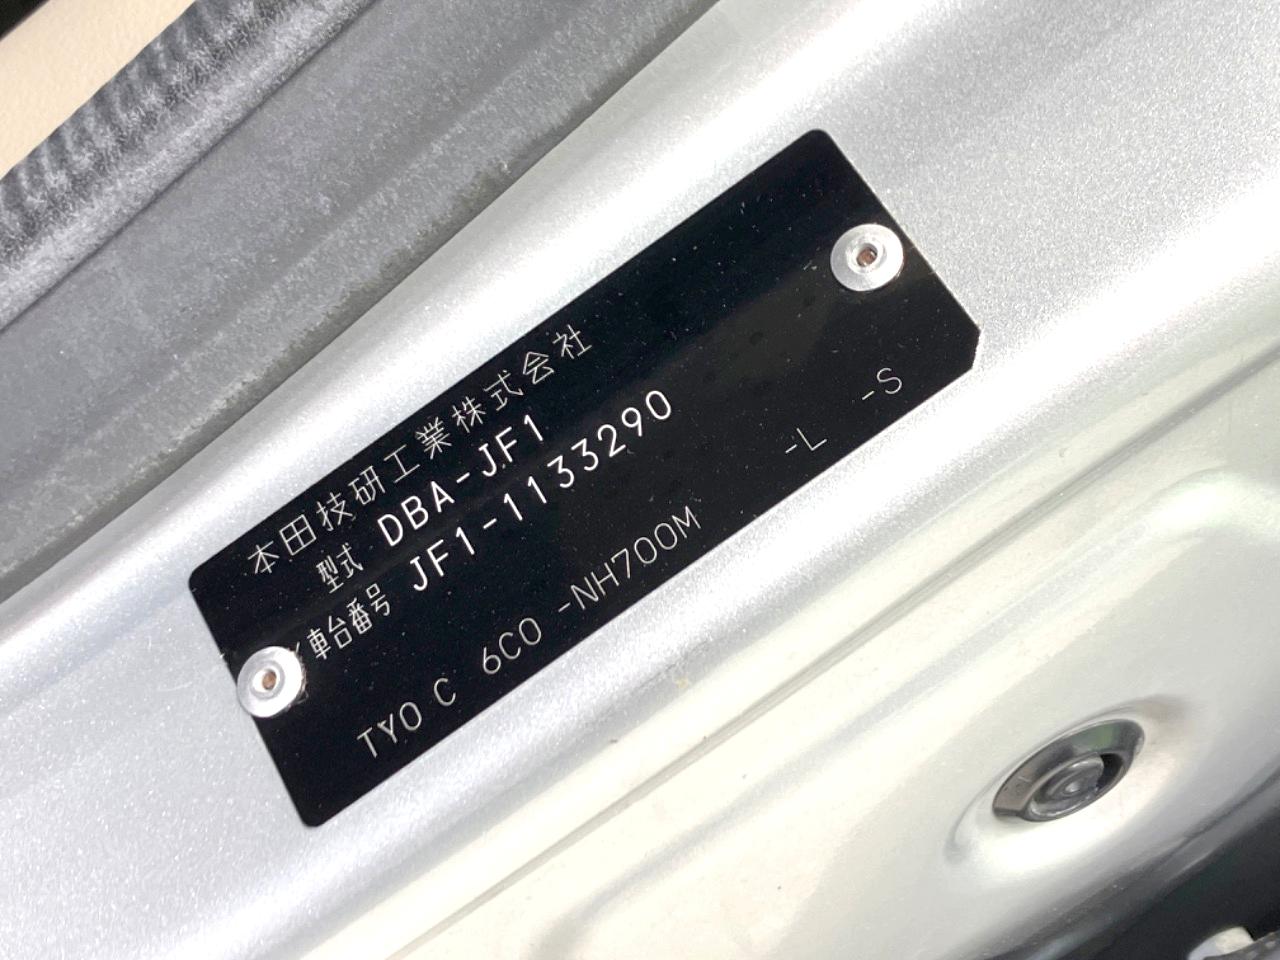 本田技研工業株式会社
型式 DBA-JF1
車台番号 JF1-1133290
TYO C 6CO -NH700M -L -S